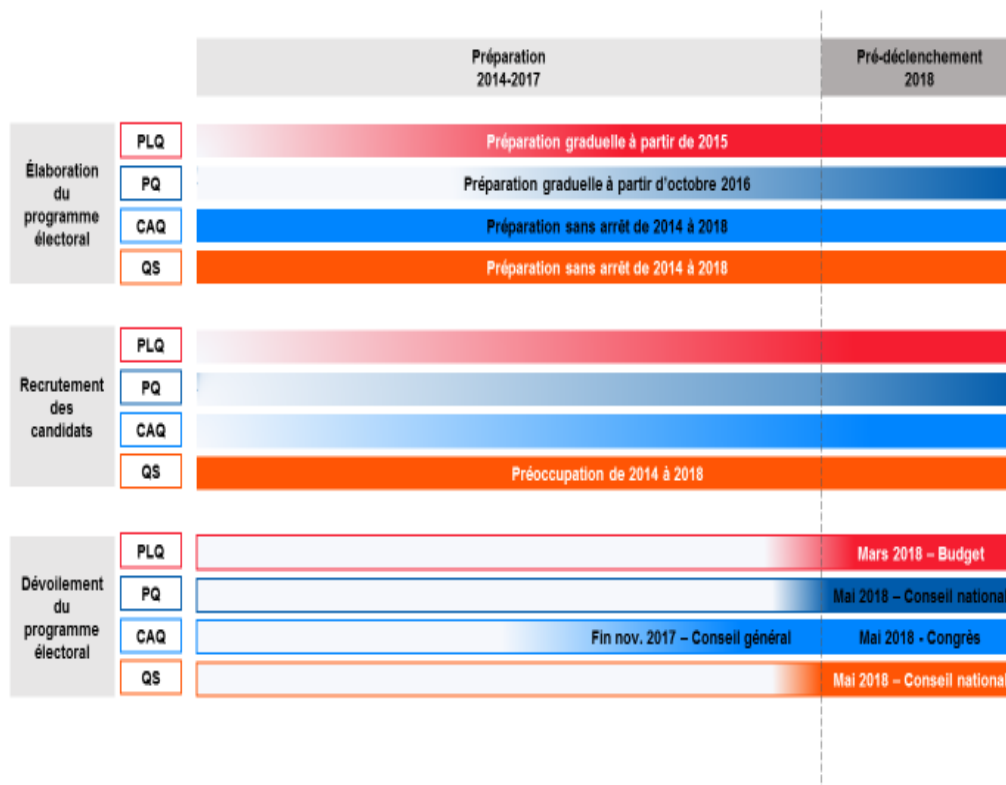 Préparation
2014-2017
Pré-déclenchement
2018
Élaboration
du
programme
électoral
PLQ
Préparation graduelle à partir de 2015
PQ
Préparation graduelle à partir d'octobre 2016
CAQ
Préparation sans arrêt de 2014 à 2018
QS
Préparation sans arrêt de 2014 à 2018
Recrutement
des
candidats
PLQ
PQ
CAQ
QS
Préoccupation de 2014 à 2018
Dévoilement
du
programme
électoral
PLQ
Mars 2018 – Budget
PQ
Mai 2018 – Conseil national
CAQ
Fin nov. 2017 – Conseil général
Mai 2018 - Congrès
QS
Mai 2018 – Conseil national